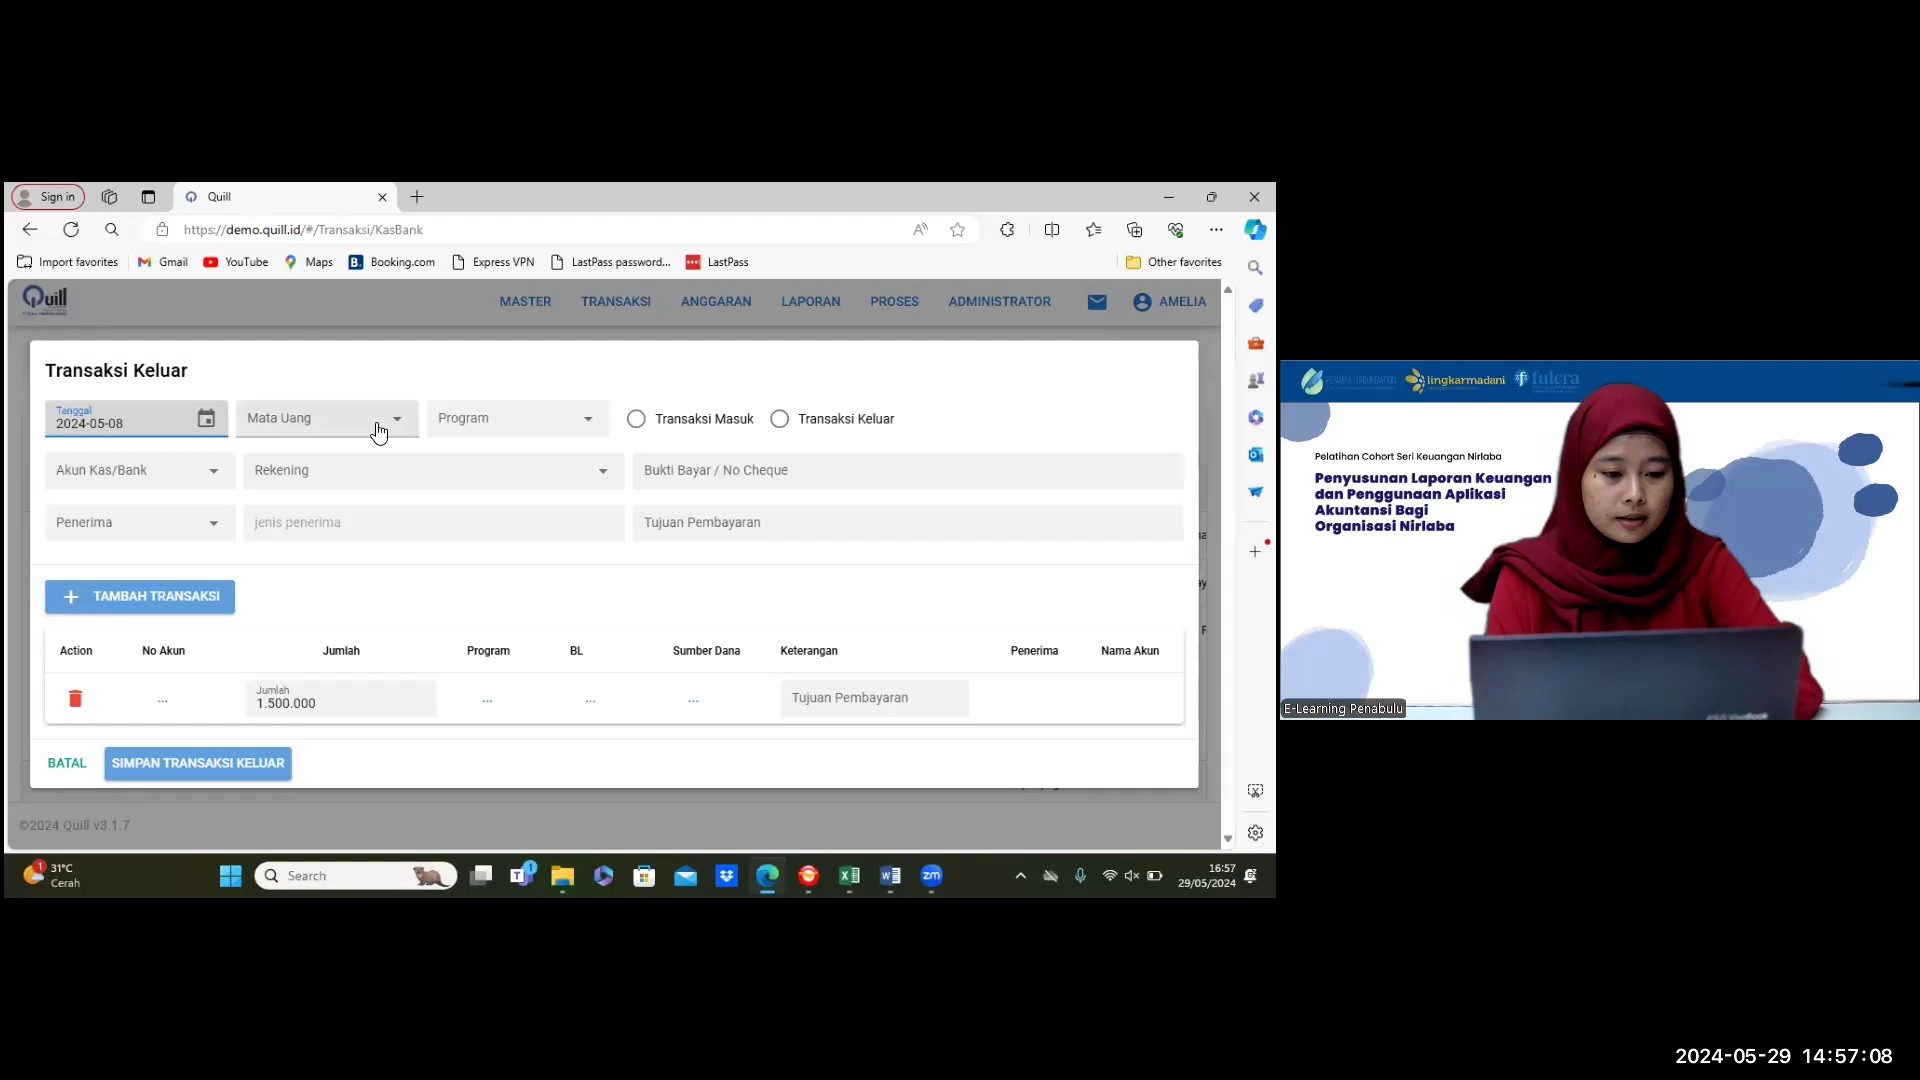 Sign in
Quill
https://demo.quill.id/#/Transaksi/KasBank
Import favorites
Gmail
YouTube
Maps
Booking.com
Express VPN
LastPass password...
LastPass
Other favorites
Quill
MASTER
TRANSAKSI
ANGGARAN
LAPORAN
PROSES
ADMINISTRATOR
AMELIA
Transaksi Keluar
Tanggal
2024-05-08
Mata Uang
Program
Transaksi Masuk
Transaksi Keluar
Akun Kas/Bank
Rekening
Bukti Bayar / No Cheque
Penerima
jenis penerima
Tujuan Pembayaran
+ TAMBAH TRANSAKSI
Action
No Akun
Jumlah
Program
BL
Sumber Dana
Keterangan
Penerima
Nama Akun
...
Jumlah
1.500.000
...
...
...
Tujuan Pembayaran
BATAL
SIMPAN TRANSAKSI KELUAR
©2024 Quill v3.1.7
1
31°C
Cerah
Search
1
zm
16:57
29/05/2024
PENABULU FOUNDATION
lingkarmadani
fulcra
Pelatihan Cohort Seri Keuangan Nirlaba
Penyusunan Laporan Keuangan
dan Penggunaan Aplikasi
Akuntansi Bagi
Organisasi Nirlaba
E-Learning Penabulu
2024-05-29 14:57:08